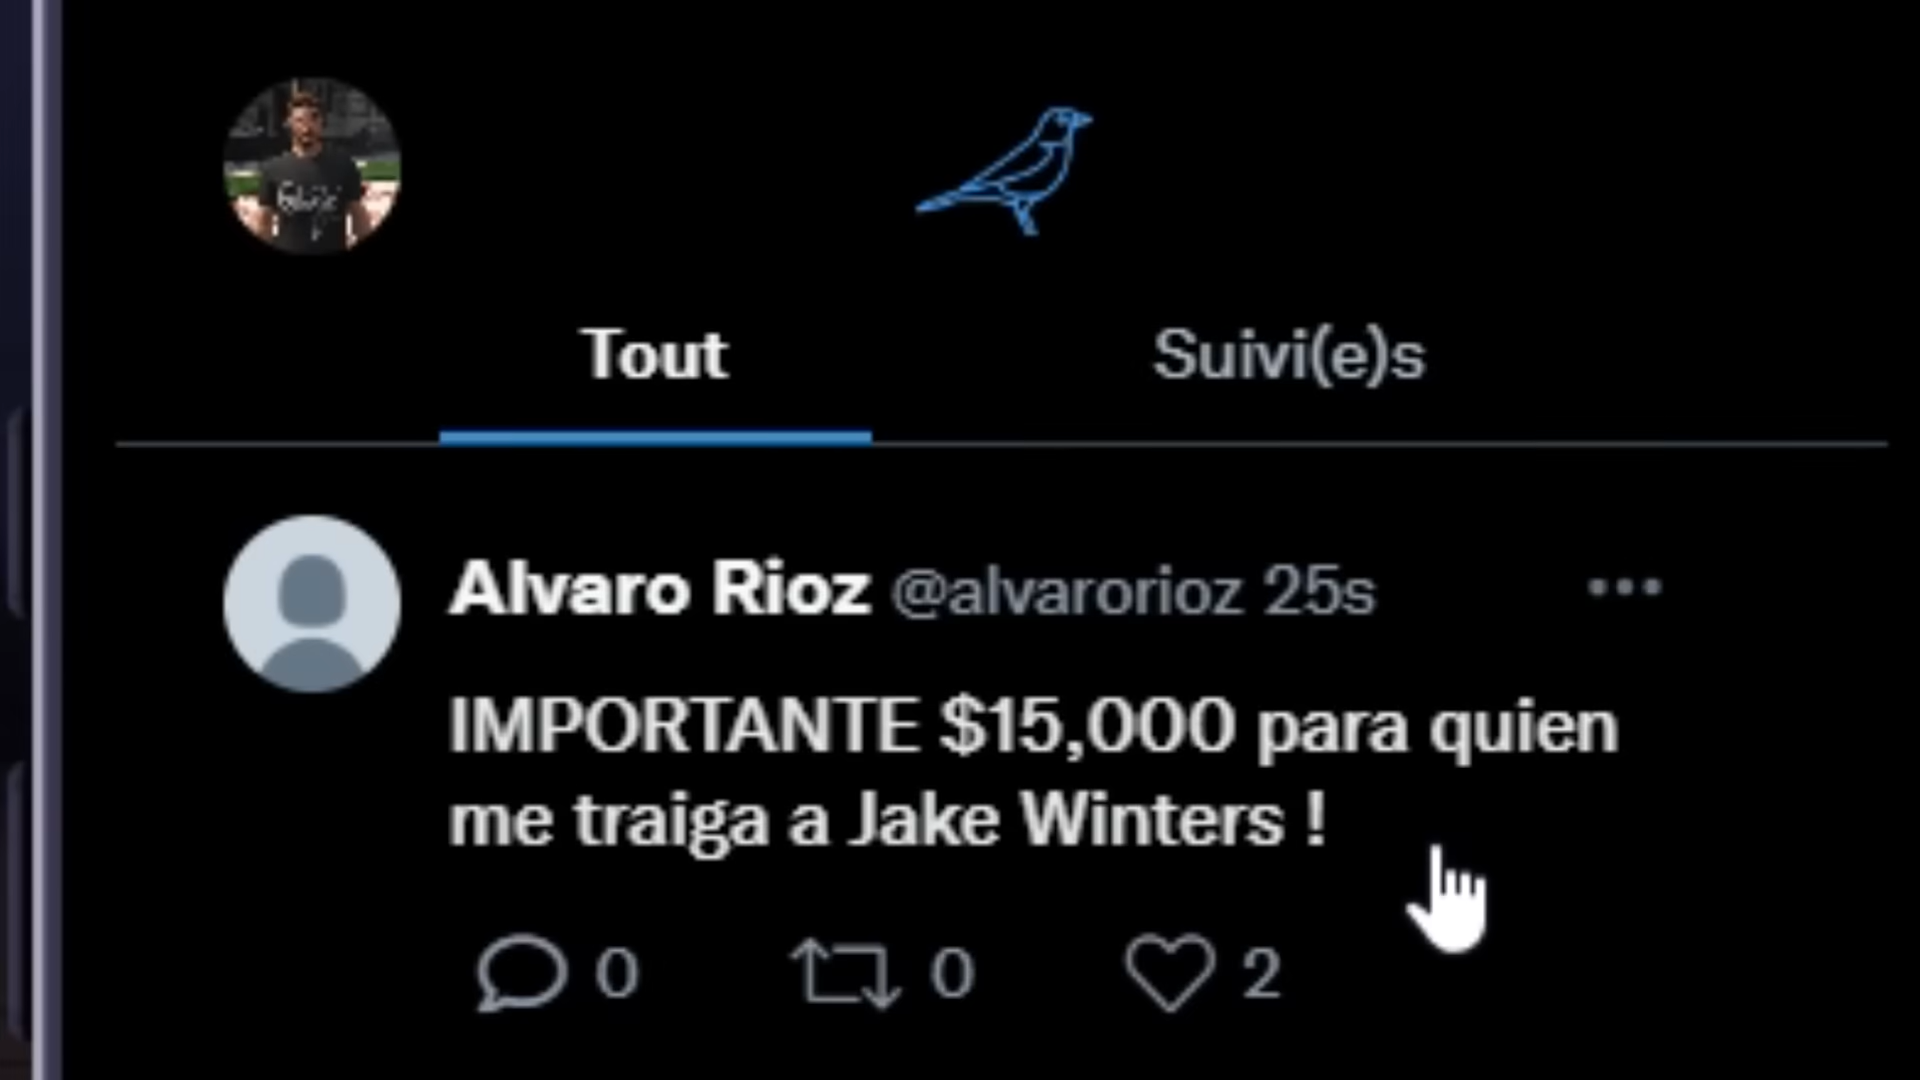 Tout
Suivi(e)s
Alvaro Rioz @alvarorioz 25s
IMPORTANTE $15,000 para quien
me traiga a Jake Winters !
0 0 2